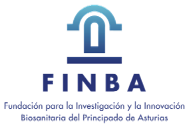 FINBA
Fundación para la Investigación y la Innovación
Biosanitaria del Principado de Asturias